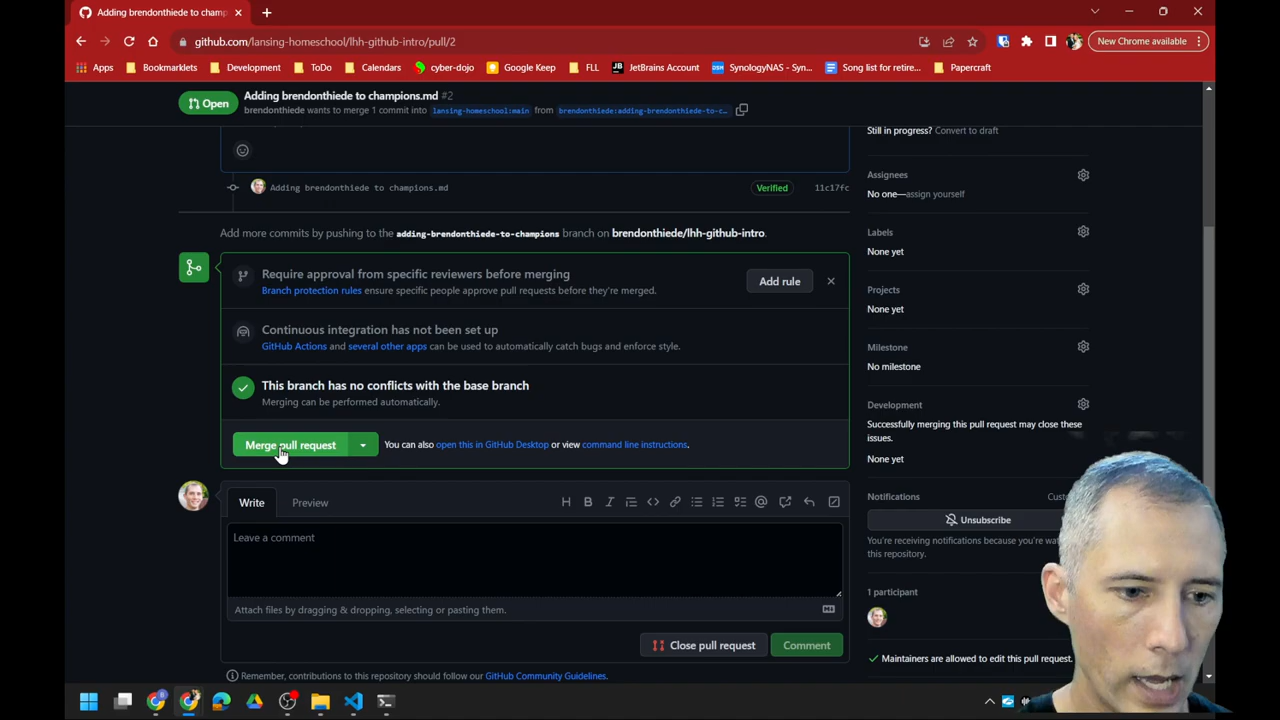 Adding brendonthiede to champ
github.com/lansing-homeschool/lhh-github-intro/pull/2
New Chrome available
Apps Bookmarklets Development ToDo Calendars cyber-dojo Google Keep FLL JetBrains Account SynologyNAS - Syn... Song list for retire... Papercraft
Open
Adding brendonthiede to champions.md #2
brendonthiede wants to merge 1 commit into lansing-homeschool:main from brendonthiede:adding-brendonthiede-to-c...
Still in progress? Convert to draft
Assignees
No one—assign yourself
Adding brendonthiede to champions.md Verified 11c17fc
Labels
None yet
Add more commits by pushing to the adding-brendonthiede-to-champions branch on brendonthiede/lhh-github-intro.
Require approval from specific reviewers before merging
Branch protection rules ensure specific people approve pull requests before they're merged.
Add rule
Projects
None yet
Continuous integration has not been set up
GitHub Actions and several other apps can be used to automatically catch bugs and enforce style.
Milestone
No milestone
This branch has no conflicts with the base branch
Merging can be performed automatically.
Development
Successfully merging this pull request may close these
issues.
None yet
Merge pull request
You can also open this in GitHub Desktop or view command line instructions.
Write Preview
Leave a comment
Attach files by dragging & dropping, selecting or pasting them.
Close pull request Comment
Notifications
Unsubscribe
You're receiving notifications because you're
this repository.
1 participant
Maintainers are allowed to edit this pull request.
Remember, contributions to this repository should follow our GitHub Community Guidelines.